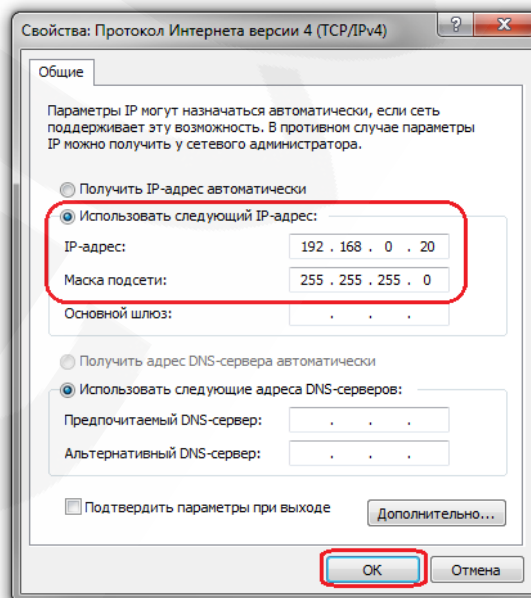 Свойства: Протокол Интернета версии 4 (TCP/IPv4)
Общие
Параметры IP могут назначаться автоматически, если сеть
поддерживает эту возможность. В противном случае параметры
IP можно получить у сетевого администратора.
Получить IP-адрес автоматически
Использовать следующий IP-адрес:
IP-адрес: 192 . 168 . 0 . 20
Маска подсети: 255 . 255 . 255 . 0
Основной шлюз: . . .
Получить адрес DNS-сервера автоматически
Использовать следующие адреса DNS-серверов:
Предпочитаемый DNS-сервер: . . .
Альтернативный DNS-сервер: . . .
Подтвердить параметры при выходе
Дополнительно...
ОК Отмена